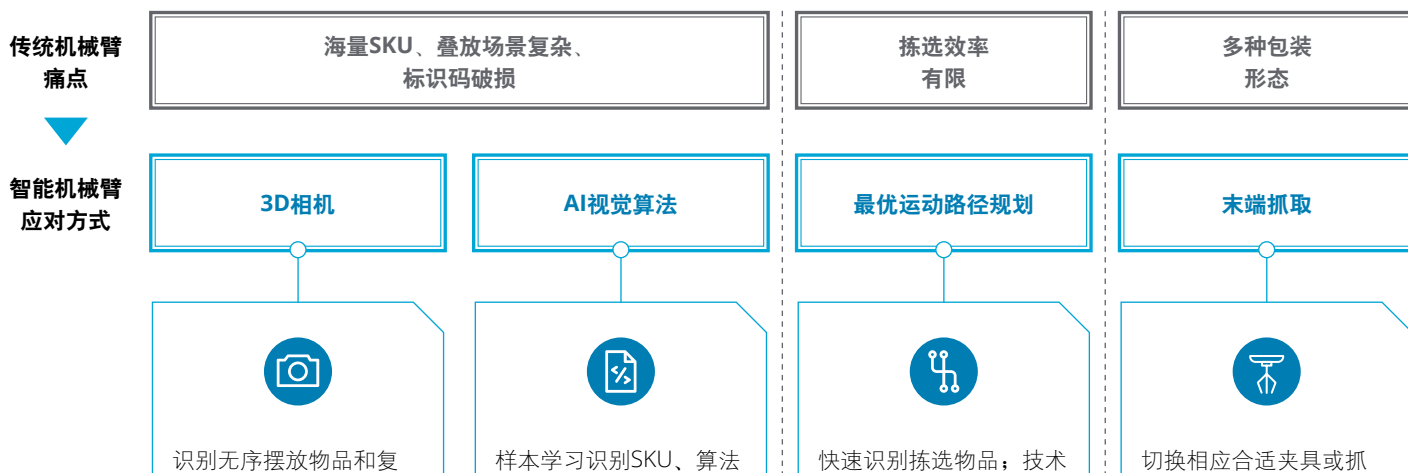 传统机械臂
痛点
海量SKU、叠放场景复杂、
标识码破损
拣选效率
有限
多种包装
形态
智能机械臂
应对方式
3D相机
AI视觉算法
最优运动路径规划
末端抓取
识别无序摆放物品和复
样本学习识别SKU、算法
快速识别拣选物品；技术
切换相应合适夹具或抓